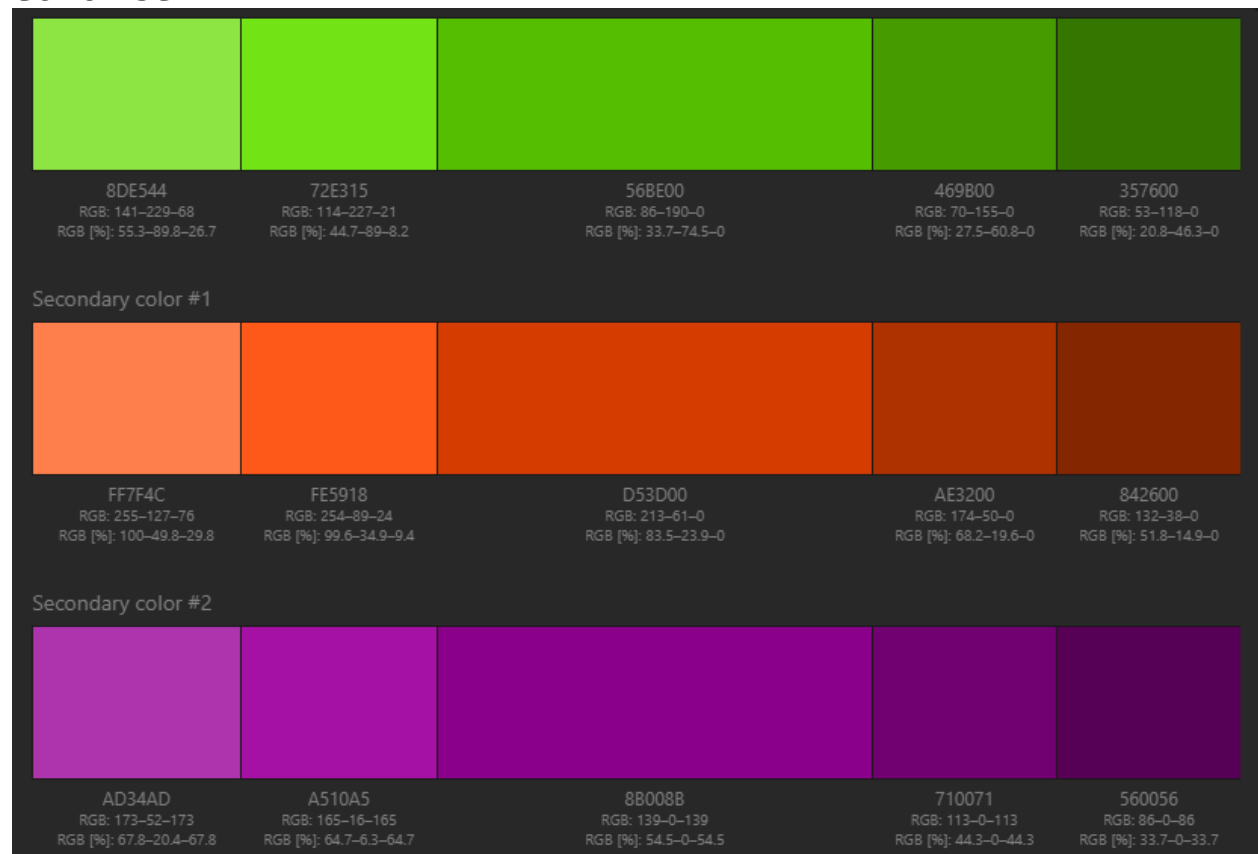 8DE544 72E315 56BE00 469B00 357600
RGB: 141–229–68 RGB: 114–227–21 RGB: 86–190–0 RGB: 70–155–0 RGB: 53–118–0
RGB [%]: 55.3–89.8–26.7 RGB [%]: 44.7–89–8.2 RGB [%]: 33.7–74.5–0 RGB [%]: 27.5–60.8–0 RGB [%]: 20.8–46.3–0
Secondary color #1
FF7F4C FE5918 D53D00 AE3200 842600
RGB: 255–127–76 RGB: 254–89–24 RGB: 213–61–0 RGB: 174–50–0 RGB: 132–38–0
RGB [%]: 100–49.8–29.8 RGB [%]: 99.6–34.9–9.4 RGB [%]: 83.5–23.9–0 RGB [%]: 68.2–19.6–0 RGB [%]: 51.8–14.9–0
Secondary color #2
AD34AD A510A5 8B008B 710071 560056
RGB: 173–52–173 RGB: 165–16–165 RGB: 139–0–139 RGB: 113–0–113 RGB: 86–0–86
RGB [%]: 67.8–20.4–67.8 RGB [%]: 64.7–6.3–64.7 RGB [%]: 54.5–0–54.5 RGB [%]: 44.3–0–44.3 RGB [%]: 33.7–0–33.7